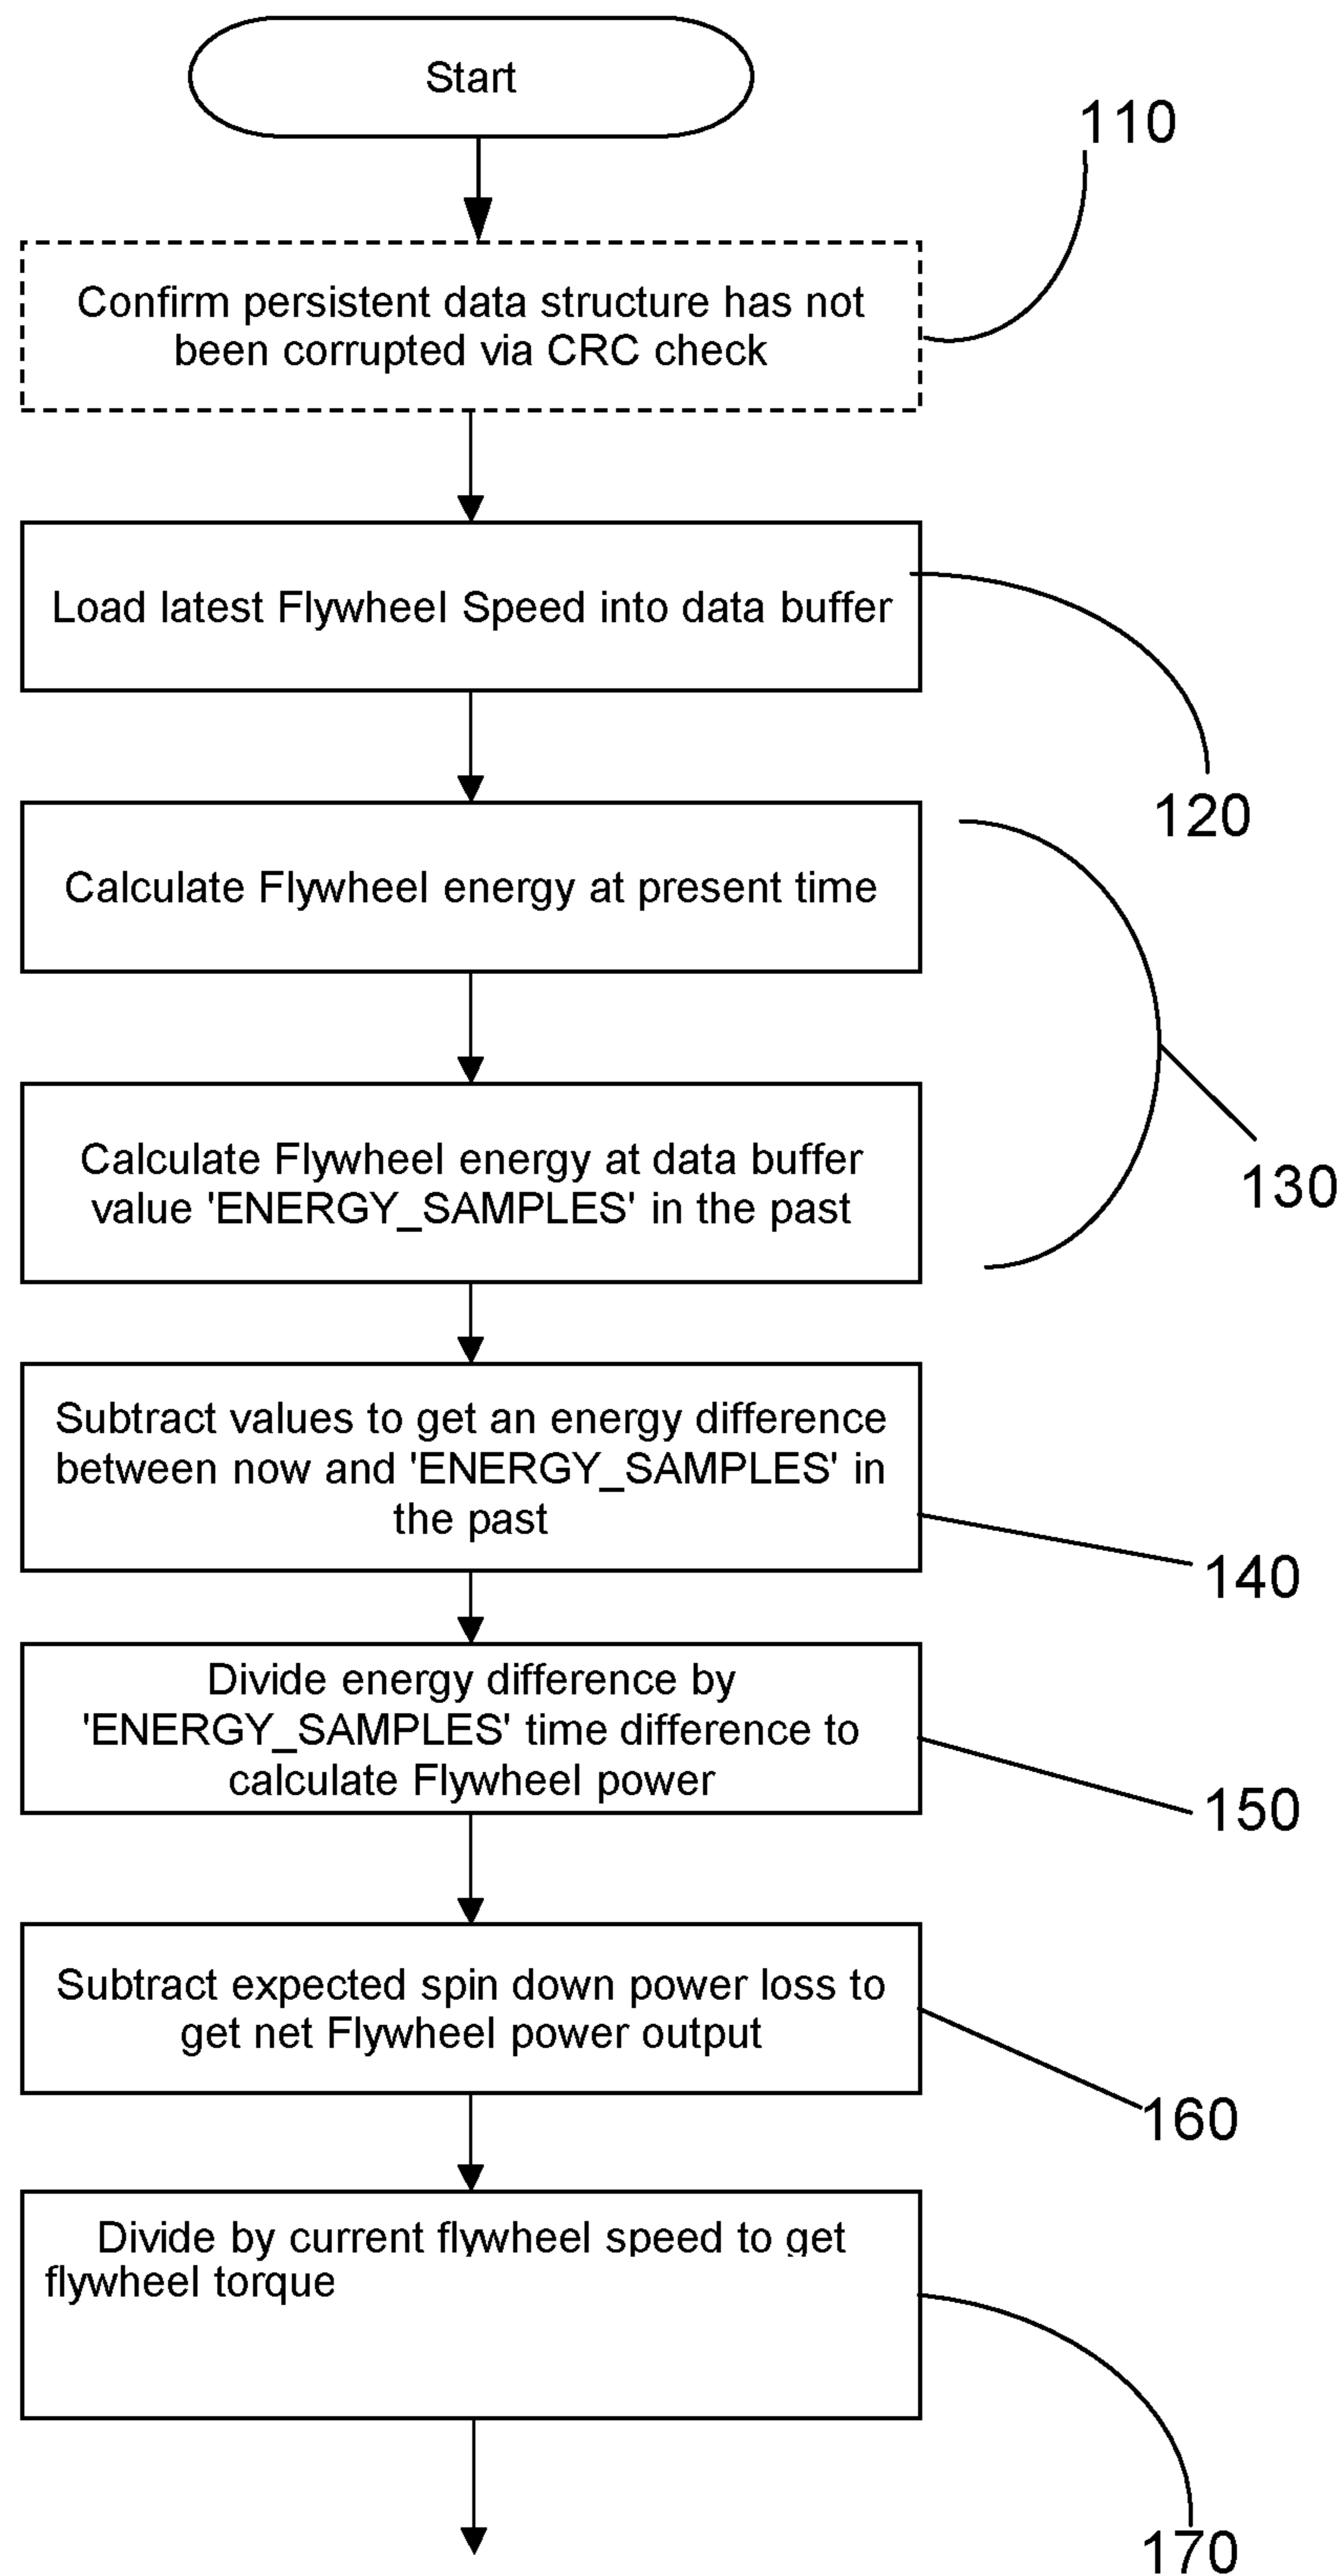 Start
110
Confirm persistent data structure has not
been corrupted via CRC check
Load latest Flywheel Speed into data buffer
120
Calculate Flywheel energy at present time
Calculate Flywheel energy at data buffer
value 'ENERGY_SAMPLES' in the past
130
Subtract values to get an energy difference
between now and 'ENERGY_SAMPLES' in
the past
140
Divide energy difference by
'ENERGY_SAMPLES' time difference to
calculate Flywheel power
150
Subtract expected spin down power loss to
get net Flywheel power output
160
Divide by current flywheel speed to get
flywheel torque
170